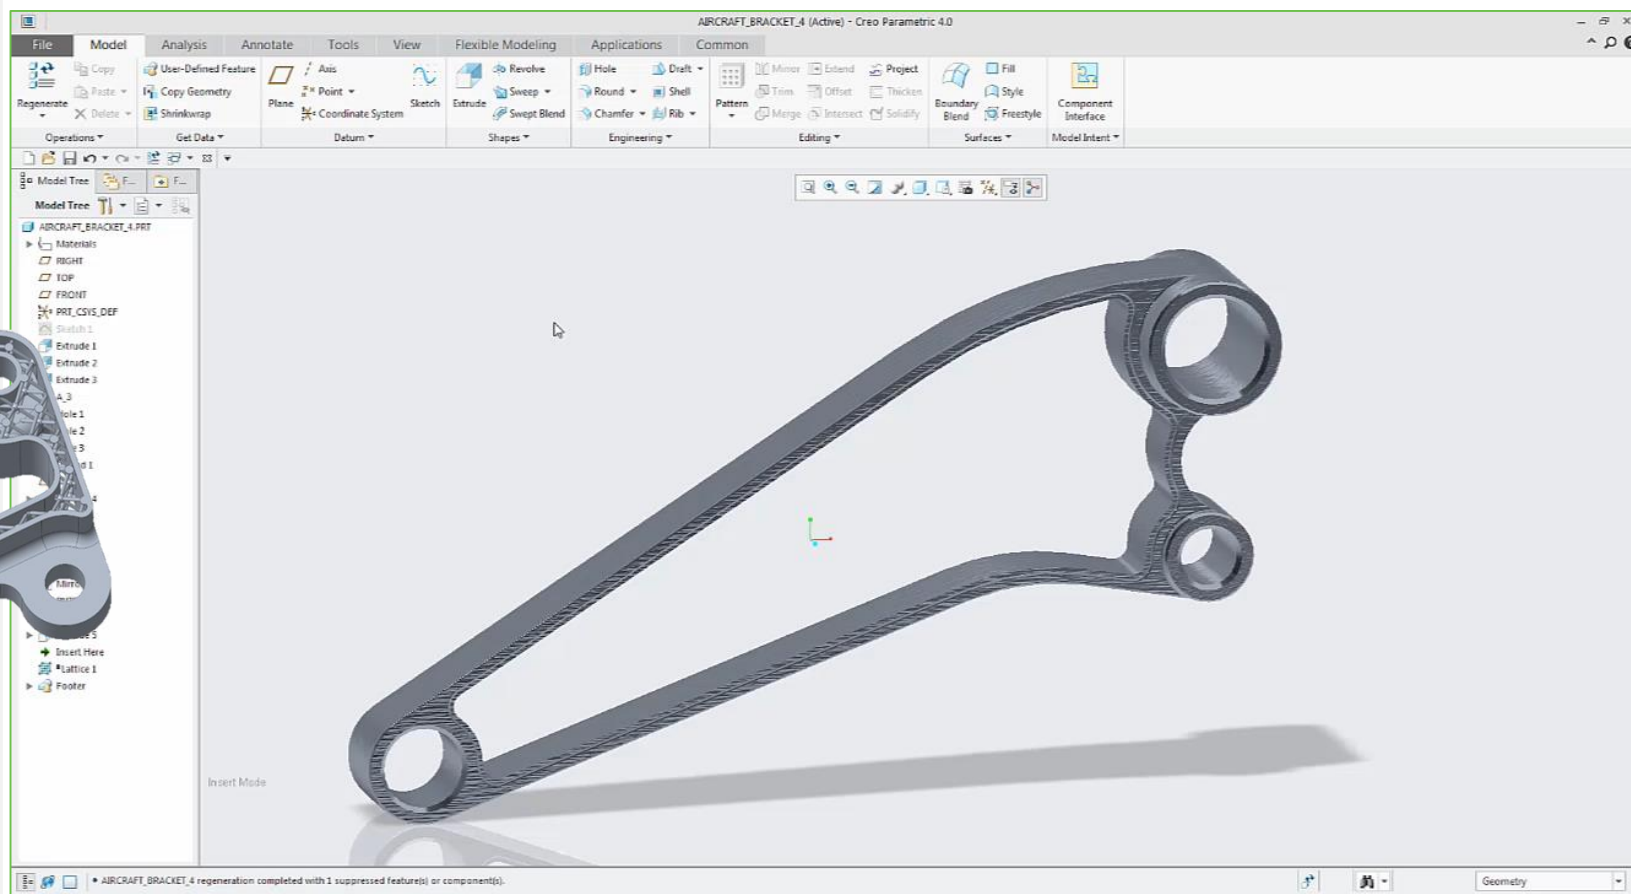 AIRCRAFT_BRACKET_4 (Active) - Creo Parametric 4.0
File Model Analysis Annotate Tools View Flexible Modeling Applications Common
Regenerate
Copy
Paste
Delete
User-Defined Feature
Copy Geometry
Shrinkwrap
Plane
Axis
Point
Coordinate System
Sketch
Extrude
Revolve
Sweep
Swept Blend
Hole Draft
Round Shell
Chamfer Rib
Pattern
Mirror Extend Project
Trim Offset Thicken
Merge Intersect Solidify
Boundary
Blend
Fill
Style
Freestyle
Component
Interface
Operations Get Data Datum Shapes Engineering Editing Surfaces Model Intent
Model Tree F... F...
Model Tree
AIRCRAFT_BRACKET_4.PRT
Materials
RIGHT
TOP
FRONT
PRT_CSYS_DEF
Sketch 1
Extrude 1
Extrude 2
Extrude 3
A_3
Insert Here
*Lattice 1
Footer
Insert Mode
• AIRCRAFT_BRACKET_4 regeneration completed with 1 suppressed feature(s) or component(s).
Geometry